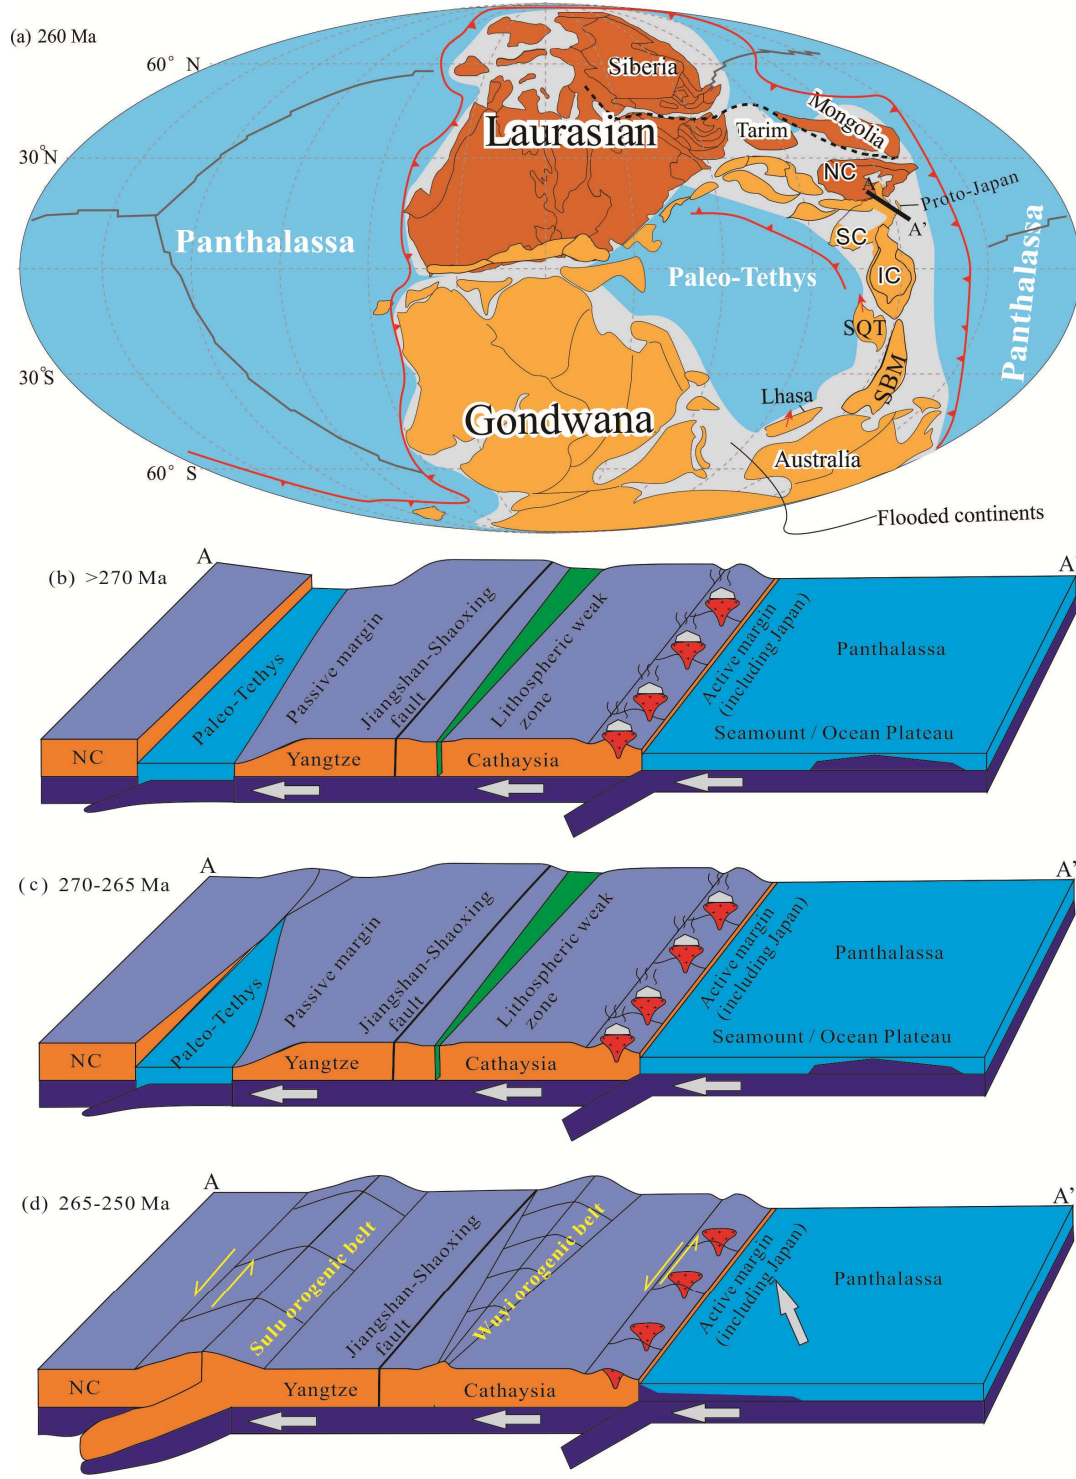 (a) 260 Ma
60° N
Siberia
Laurasian
Tarim
Mongolia
30°N
NC
A
Proto-Japan
A'
SC
Panthalassa
Paleo-Tethys
IC
Panthalassa
SQT
30°S
SBM
Lhasa
Gondwana
Australia
60° S
Flooded continents
(b) >270 Ma
A
A'
Paleo-Tethys
Passive margin
Jiangshan-Shaoxing
fault
Lithospheric weak
zone
Active margin
(including Japan)
Panthalassa
Seamount / Ocean Plateau
NC
Yangtze
Cathaysia
(c) 270-265 Ma
A
A'
Paleo-Tethys
Passive margin
Jiangshan-Shaoxing
fault
Lithospheric weak
zone
Active margin
(including Japan)
Panthalassa
Seamount / Ocean Plateau
NC
Yangtze
Cathaysia
(d) 265-250 Ma
A
A'
Sulu orogenic belt
Jiangshan-Shaoxing
fault
Wuyi orogenic belt
Active margin
(including Japan)
Panthalassa
NC
Yangtze
Cathaysia